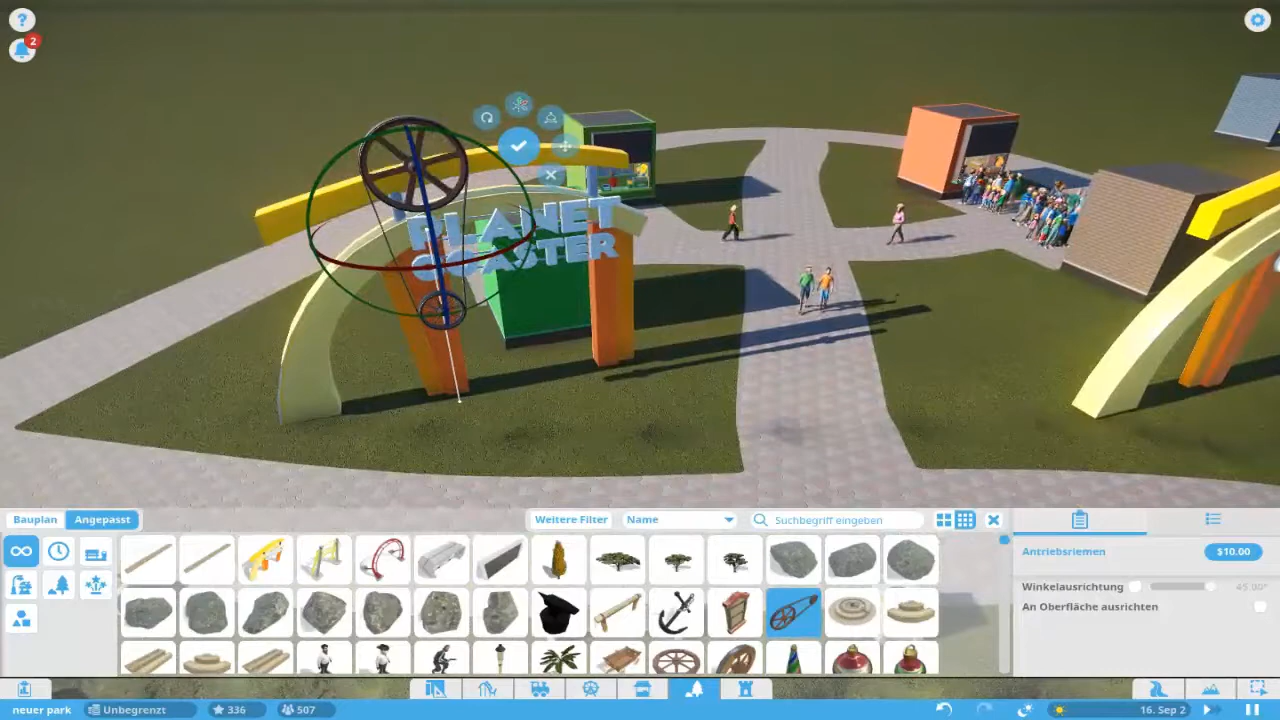 ?
2
PLANET
COASTER
Bauplan Angepasst
Weitere Filter Name Suchbegriff eingeben
Antriebsriemen $10.00
Winkelausrichtung 45.00°
An Oberfläche ausrichten
neuer park Unbegrenzt 336 507 16. Sep 2